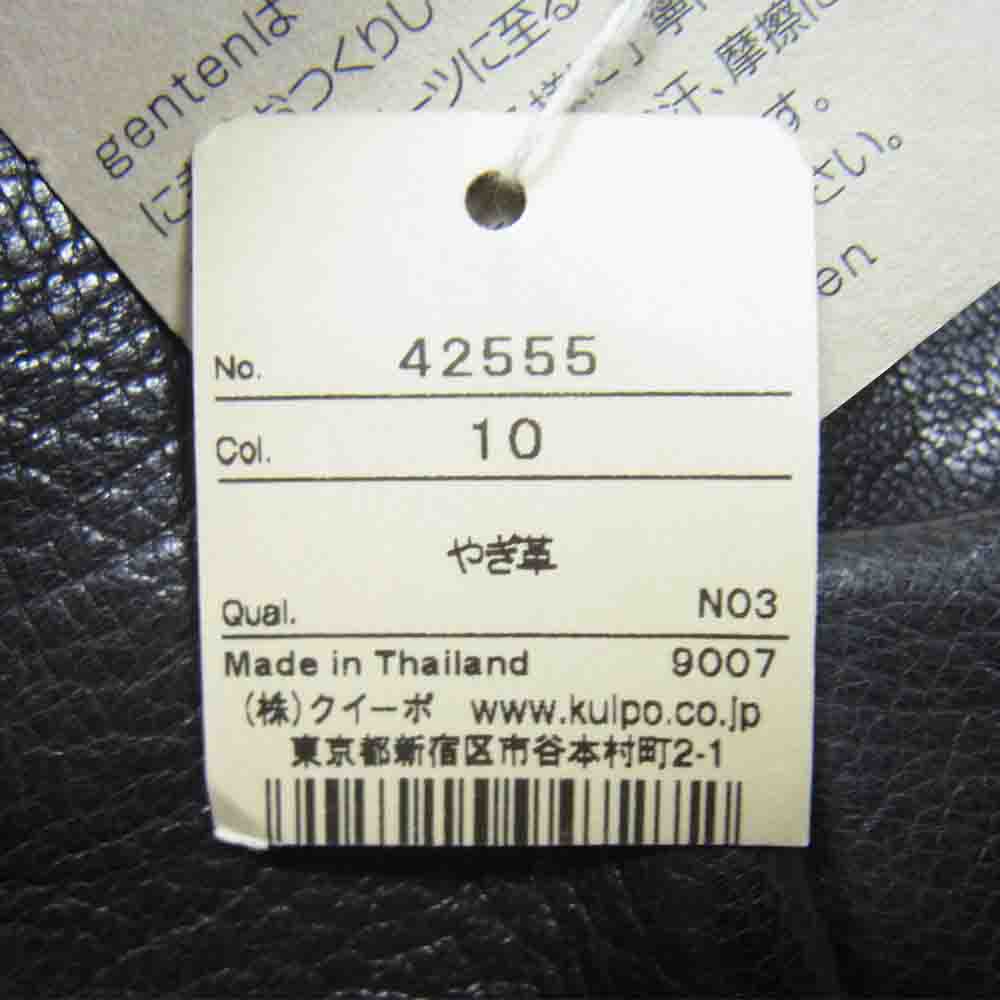 gentenは
つくりし
ーツに至る
丁寧
汗、摩擦に
す。
さい。
en
No. 42555
Col. 10
やぎ革
Qual. N03
Made in Thailand 9007
(株)クイーポ www.kuipo.co.jp
東京都新宿区市谷本村町2-1